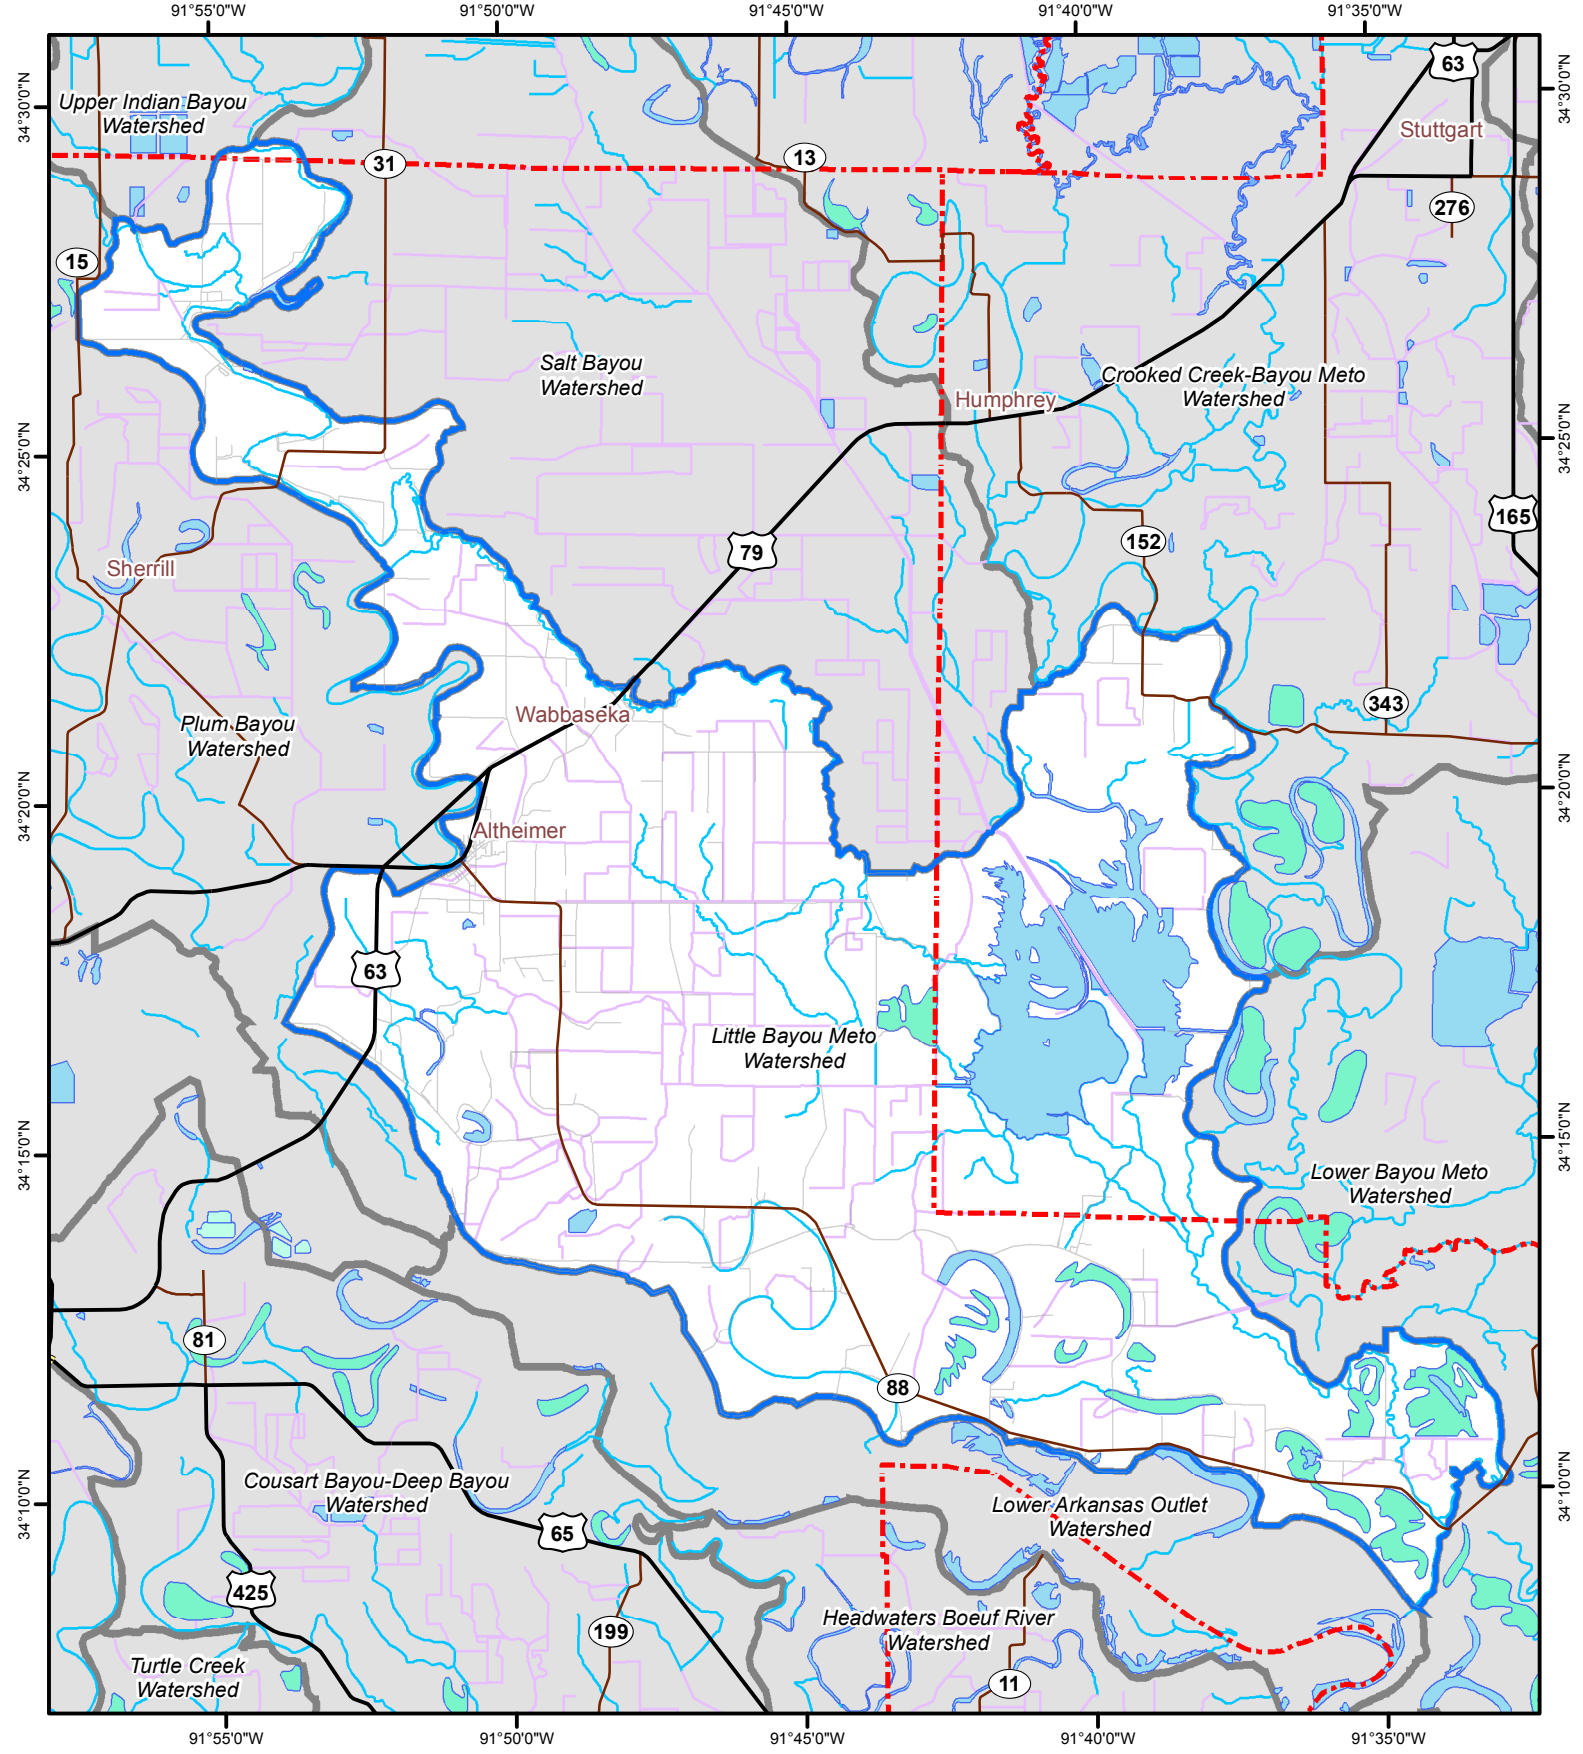 91°55'0"W
91°50'0"W
91°45'0"W
91°40'0"W
91°35'0"W
34°30'0"N
34°30'0"N
63
Upper Indian Bayou
Watershed
Stuttgart
31
13
276
15
Salt Bayou
Watershed
Crooked Creek-Bayou Meto
Watershed
Humphrey
34°25'0"N
34°25'0"N
165
79
152
Sherrill
343
Wabbaseka
Plum Bayou
Watershed
34°20'0"N
34°20'0"N
Altheimer
63
Little Bayou Meto
Watershed
34°15'0"N
34°15'0"N
Lower Bayou Meto
Watershed
81
88
Cousart Bayou-Deep Bayou
Watershed
34°10'0"N
34°10'0"N
Lower Arkansas Outlet
Watershed
65
425
Headwaters Boeuf River
Watershed
199
Turtle Creek
Watershed
11
91°55'0"W
91°50'0"W
91°45'0"W
91°40'0"W
91°35'0"W